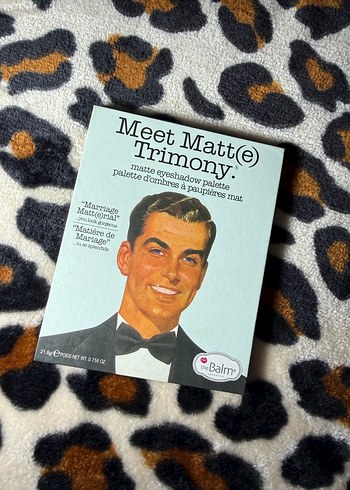 Meet Matt(e)
Trimony.®
matte eyeshadow palette
palette d'ombres à paupières mat
"Marriage
Matt(e)rial"
...you look gorgeous
"Matière de
Mariage"
...tu es splendide
21.6g/℮POIDS NET WT. 0.756 OZ
theBalm®